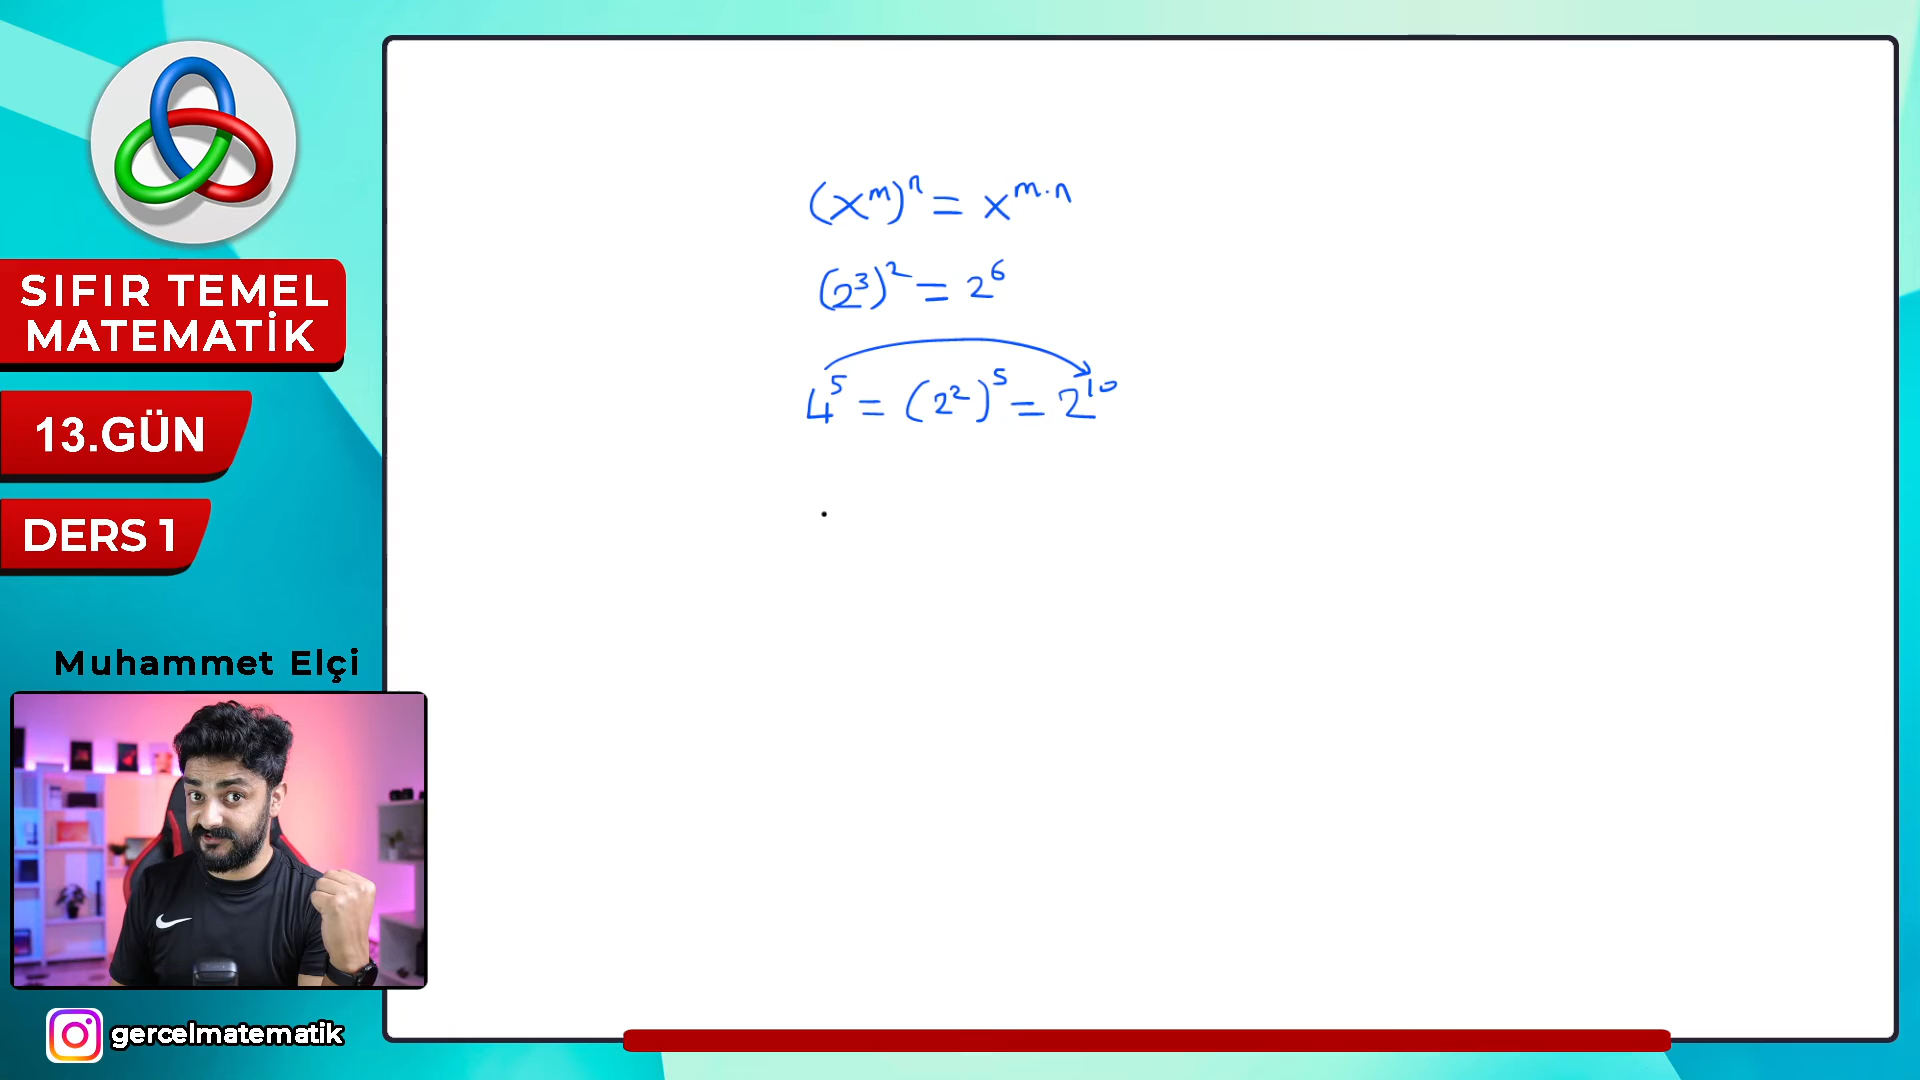 SIFIR TEMEL
MATEMATİK
13.GÜN
DERS 1
Muhammet Elçi
gercelmatematik
(x^m)^n = x^{m.n}
(2^3)^2 = 2^6
4^5 = (2^2)^5 = 2^{10}